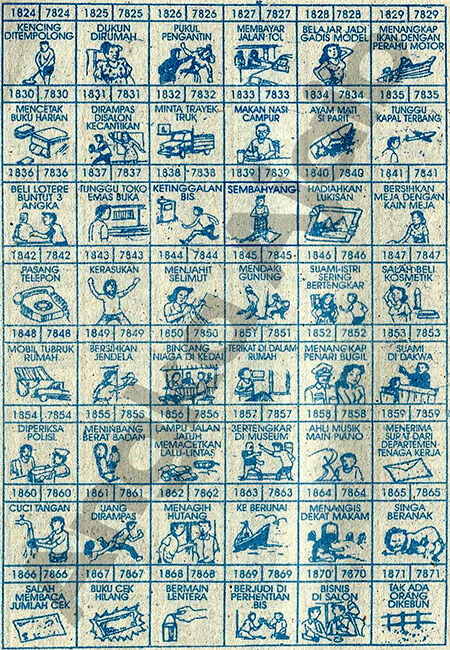 1824 7824
KENCING
DITEMPOLONG
1825 7825
DUKUN
DIRUMAH
1826 7826
PUKUL
PENGANTIN
1827 7827
MEMBAYAR
JALAN TOL
1828 7828
BELAJAR JADI
GADIS MODEL
1829 7829
MENANGKAP
IKAN DENGAN
PERAHU MOTOR
1830 7830
MENCETAK
BUKU HARIAN
1831 7831
DIRAMPAS
DISALON
KECANTIKAN
1832 7832
MINTA TRAYEK
TRUK
1833 7833
MAKAN NASI
CAMPUR
1834 7834
AYAM MATI
SI PARIT
1835 7835
TUNGGU
KAPAL TERBANG
1836 7836
BELI LOTERE
BUNTUT 3
ANGKA
1837 7837
TUNGGU TOKO
EMAS BUKA
1838 7838
KETINGGALAN
BIS
1839 7839
SEMBAHYANG
1840 7840
HADIAHKAN
LUKISAN
1841 7841
BERSIHKAN
MEJA DENGAN
KAIN MEJA
1842 7842
PASANG
TELEPON
1843 7843
KERASUKAN
1844 7844
MENJAHIT
SELIMUT
1845 7845
MENDAKI
GUNUNG
1846 7846
SUAMI-ISTRI
SERING
BERTENGKAR
1847 7847
SALAH BELI
KOSMETIK
1848 7848
MOBIL TUBRUK
RUMAH
1849 7849
BERSIHKAN
JENDELA
1850 7850
BINCANG
NIAGA DI KEDAI
1851 7851
TERIKAT DI DALAM
RUMAH
1852 7852
MENANGKAP
PENARI BUGIL
1853 7853
SUAMI
DI DAKWA
1854 7854
DIPERIKSA
POLISI
1855 7855
MENINBANG
BERAT BADAN
1856 7856
LAMPU JALAN
JATUH
MEMACETKAN
LALU-LINTAS
1857 7857
BERTENGKAR
DI MUSEUM
1858 7858
AHLI MUSIK
MAIN PIANO
1859 7859
MENERIMA
SURAT DARI
DEPARTEMEN
TENAGA KERJA
1860 7860
CUCI TANGAN
1861 7861
UANG
DIRAMPAS
1862 7862
MENAGIH
HUTANG
1863 7863
KE BERUNAI
1864 7864
MENANGIS
DEKAT MAKAM
1865 7865
SINGA
BERANAK
1866 7866
SALAH
MEMBACA
JUMLAH CEK
1867 7867
BUKU CEK
HILANG
1868 7868
BERMAIN
LENTERA
1869 7869
BERJUDI DI
PERHENTIAN
BIS
1870 7870
BISNIS
DI SALON
1871 7871
TAK ADA
ORANG
DIKEBUN